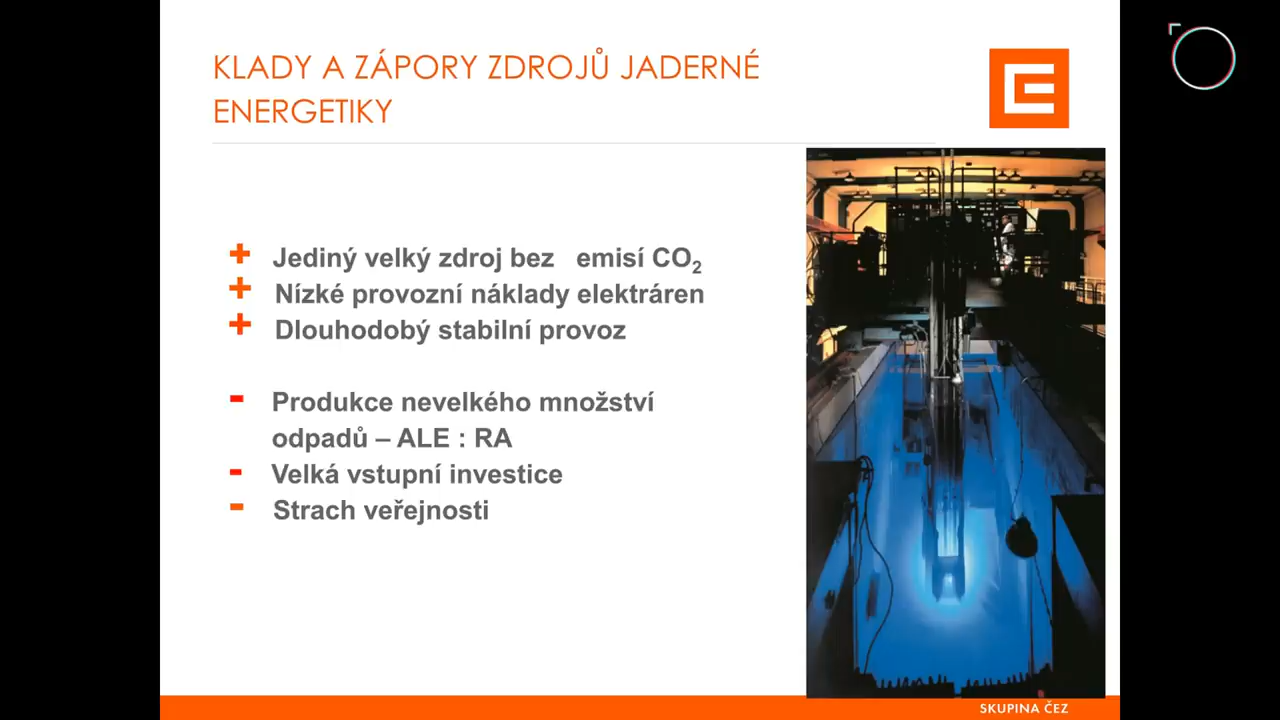 KLADY A ZÁPORY ZDROJŮ JADERNÉ
ENERGETIKY
+ Jediný velký zdroj bez emisí CO₂
+ Nízké provozní náklady elektráren
+ Dlouhodobý stabilní provoz
- Produkce nevelkého množství
odpadů – ALE : RA
- Velká vstupní investice
- Strach veřejnosti
SKUPINA ČEZ